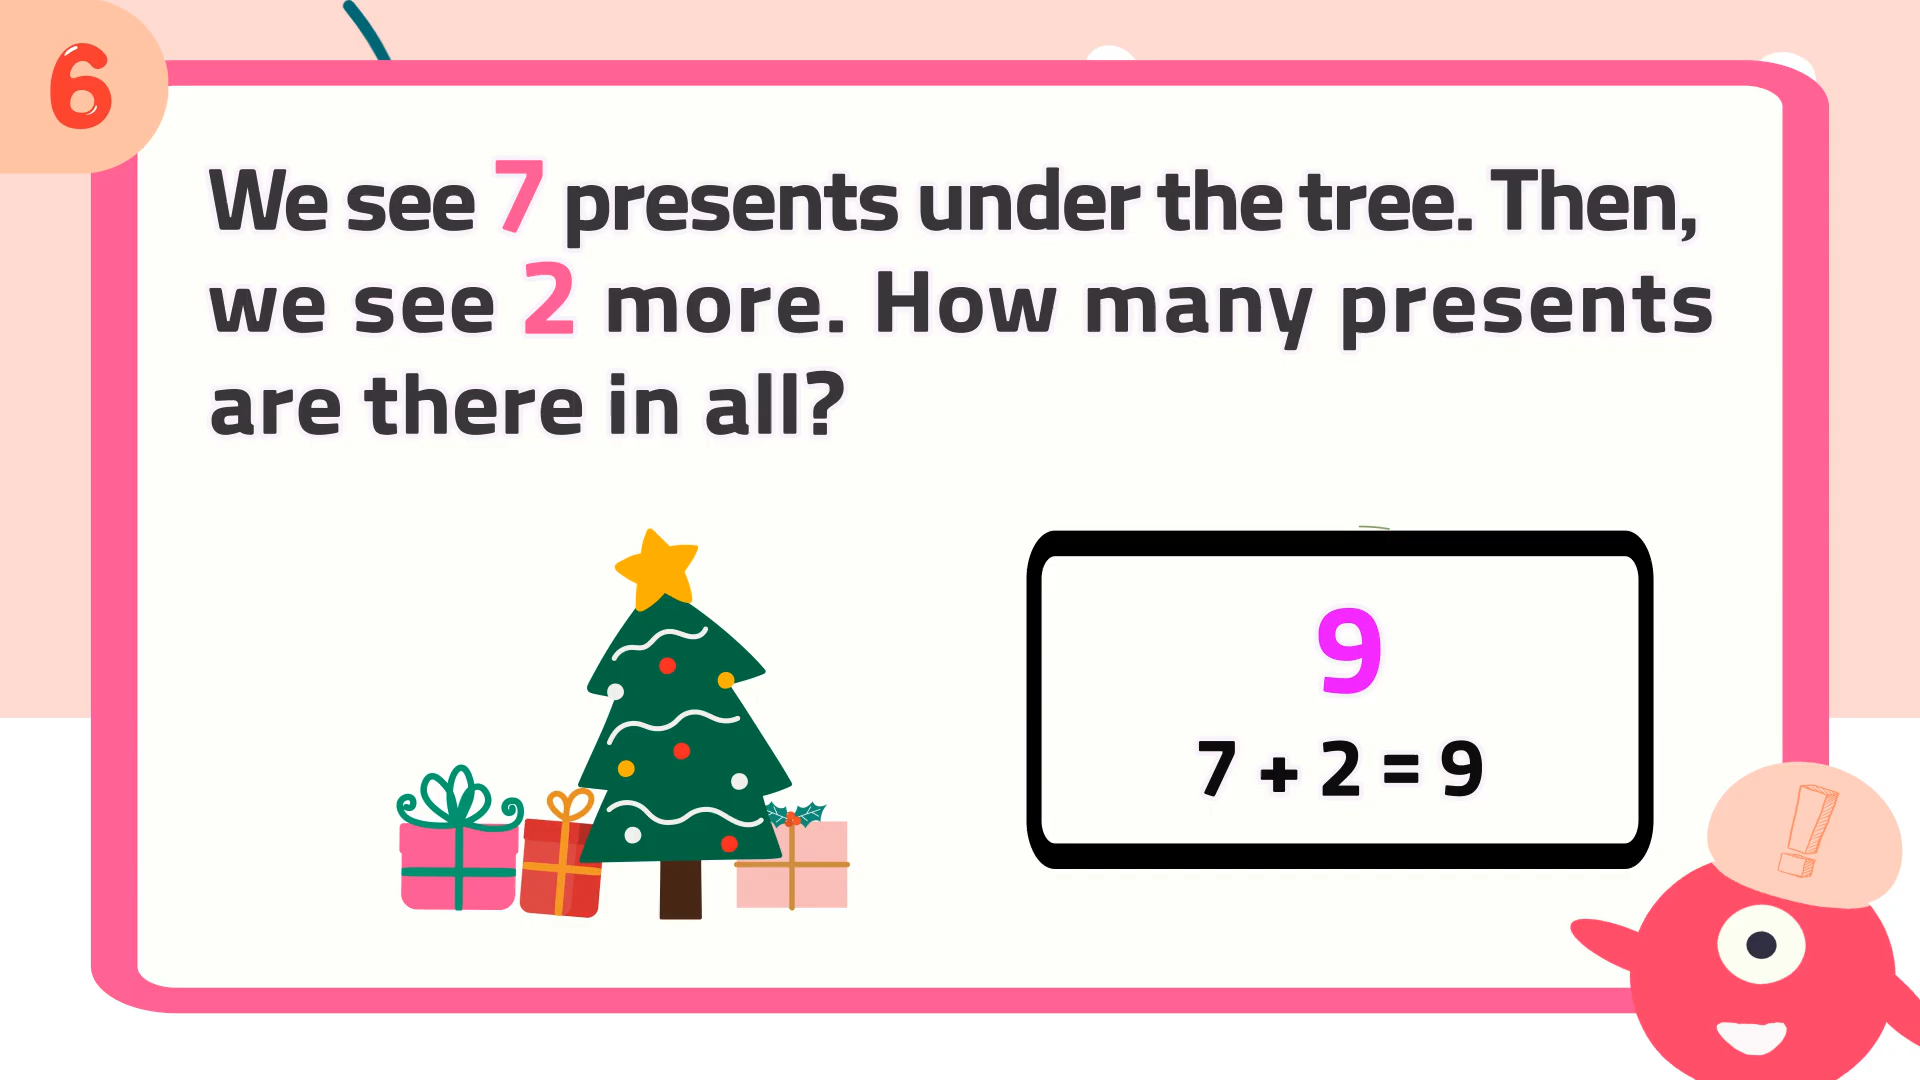 6
We see 7 presents under the tree. Then,
we see 2 more. How many presents
are there in all?
9
7 + 2 = 9
!